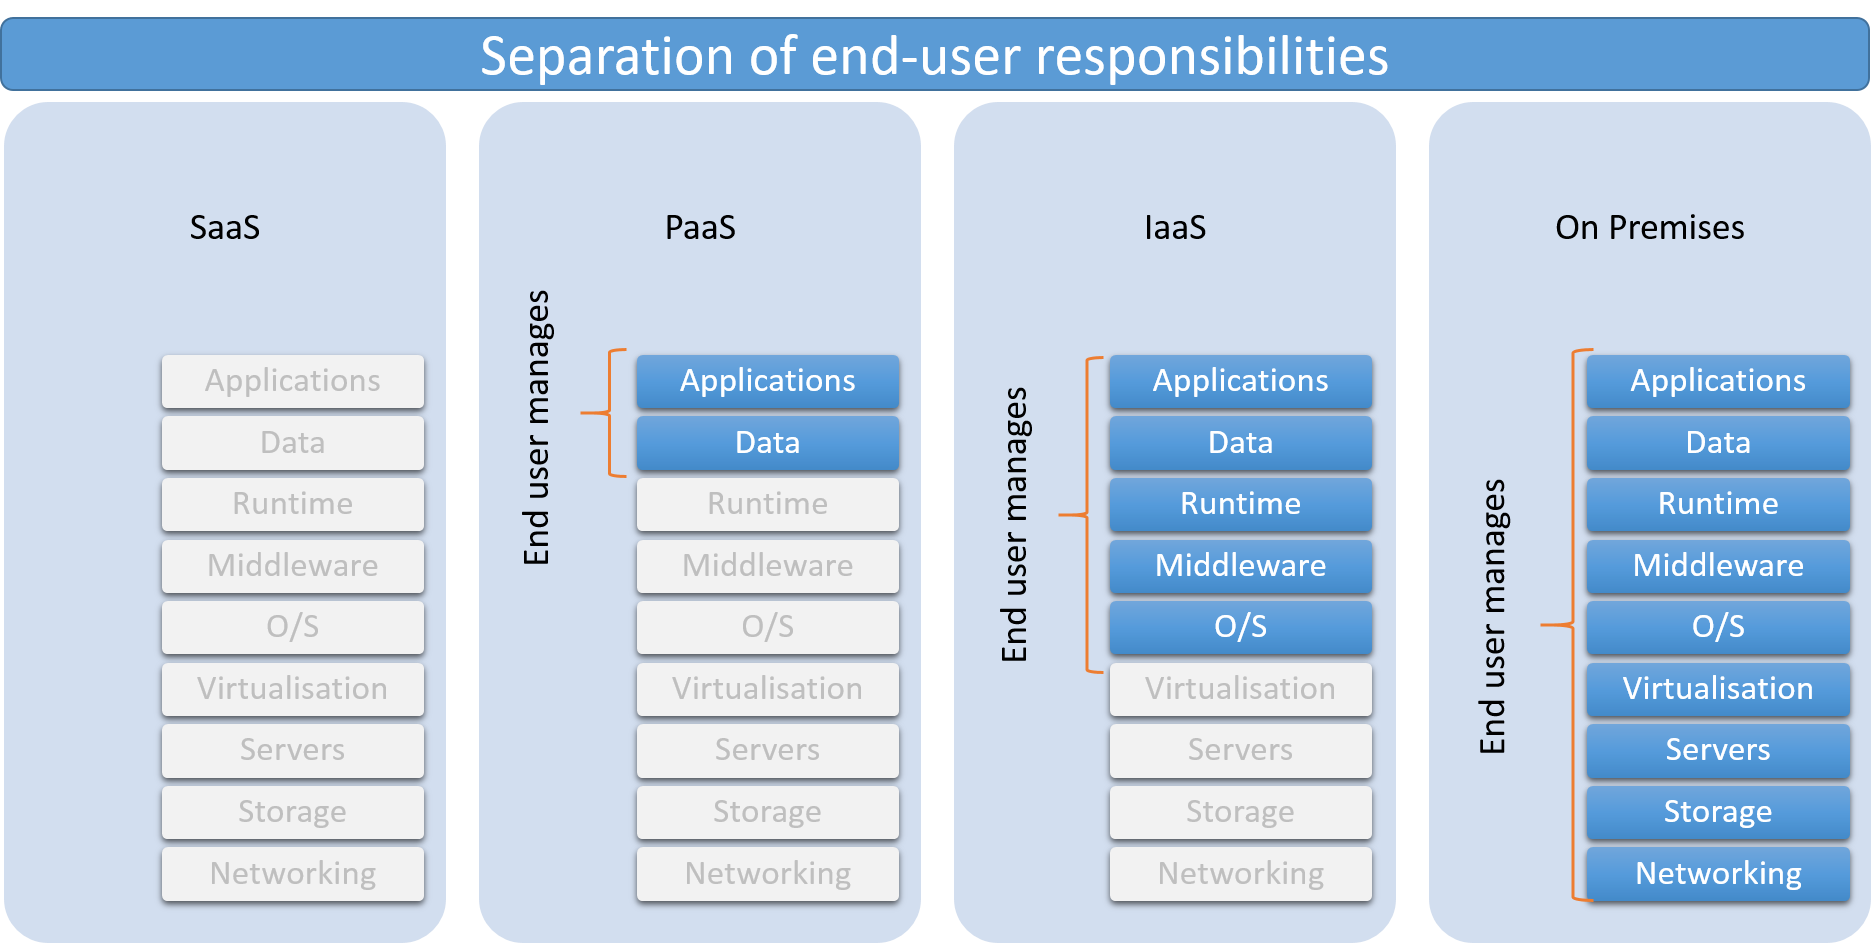 Separation of end-user responsibilities
SaaS
Applications
Data
Runtime
Middleware
O/S
Virtualisation
Servers
Storage
Networking
PaaS
End user manages
Applications
Data
Runtime
Middleware
O/S
Virtualisation
Servers
Storage
Networking
IaaS
End user manages
Applications
Data
Runtime
Middleware
O/S
Virtualisation
Servers
Storage
Networking
On Premises
End user manages
Applications
Data
Runtime
Middleware
O/S
Virtualisation
Servers
Storage
Networking